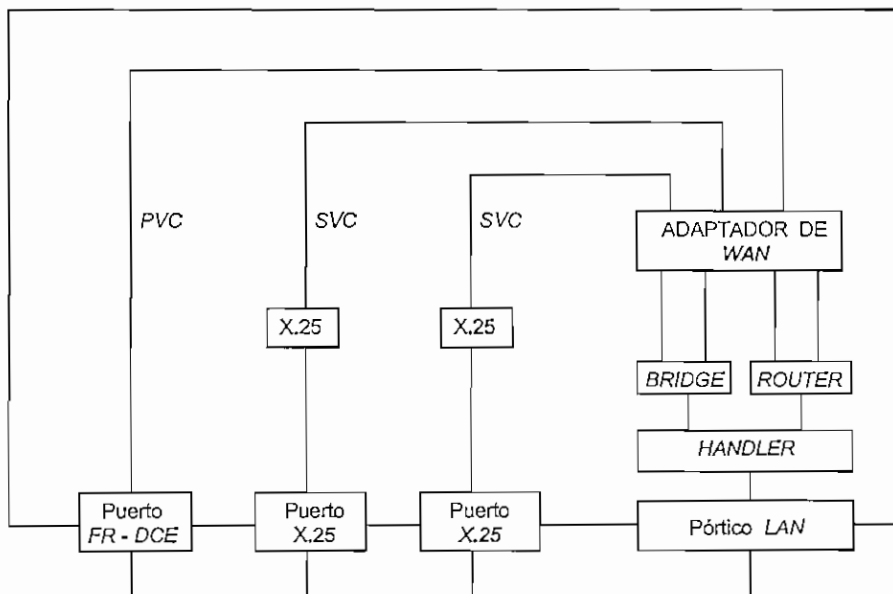 PVC
SVC
SVC
ADAPTADOR DE
WAN
X.25
X.25
BRIDGE
ROUTER
HANDLER
Puerto
FR - DCE
Puerto
X.25
Puerto
X.25
Pórtico LAN